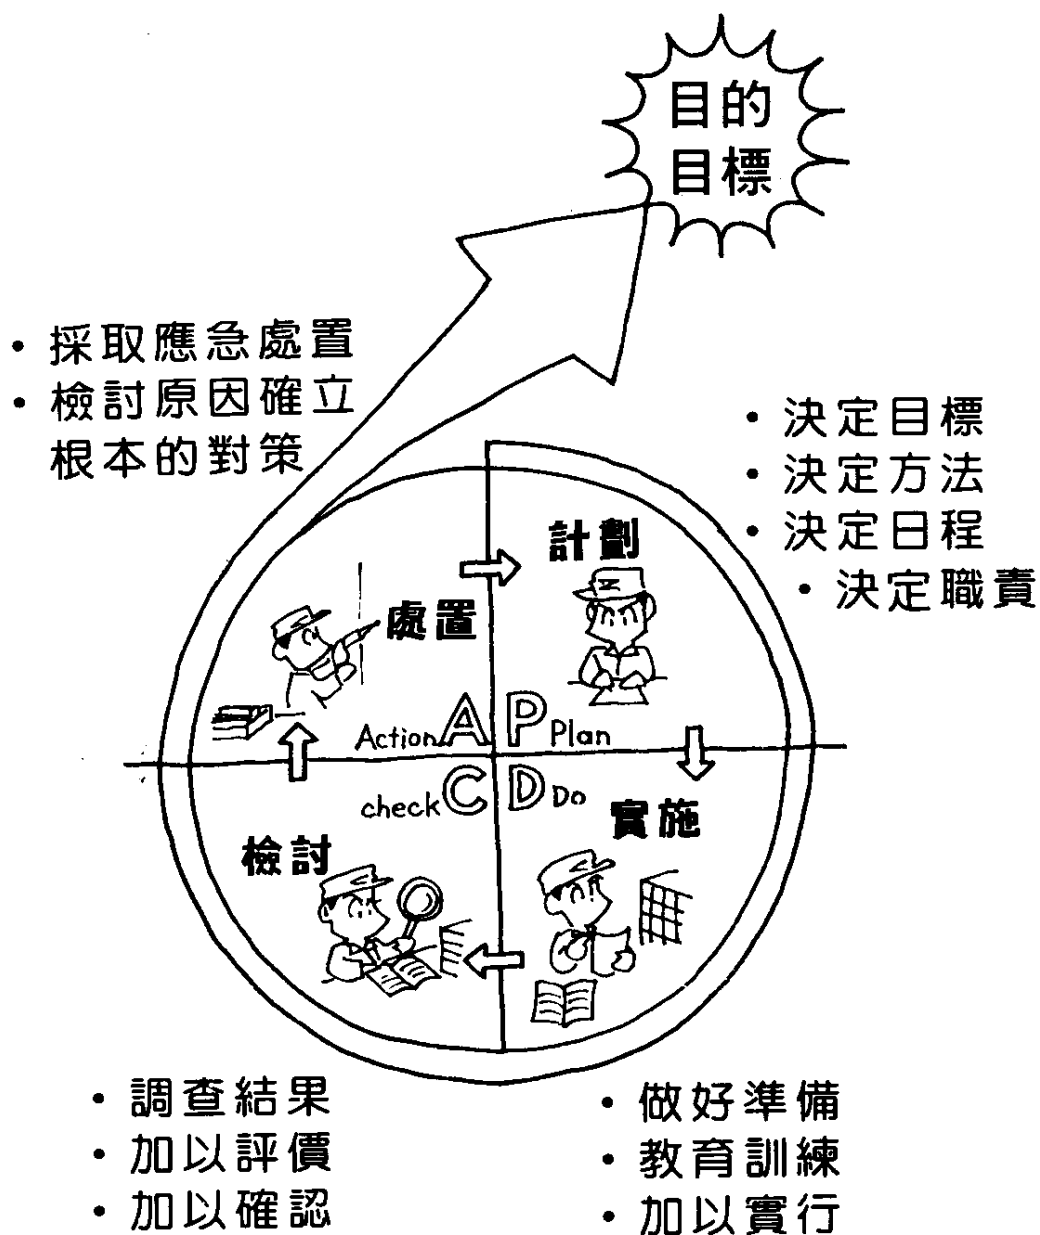 目的
目標
・採取應急處置
・檢討原因確立
根本的對策
・決定目標
・決定方法
・決定日程
・決定職責
計劃
處置
Action A
P Plan
check C
D Do
實施
檢討
・調查結果
・加以評價
・加以確認
・做好準備
・教育訓練
・加以實行